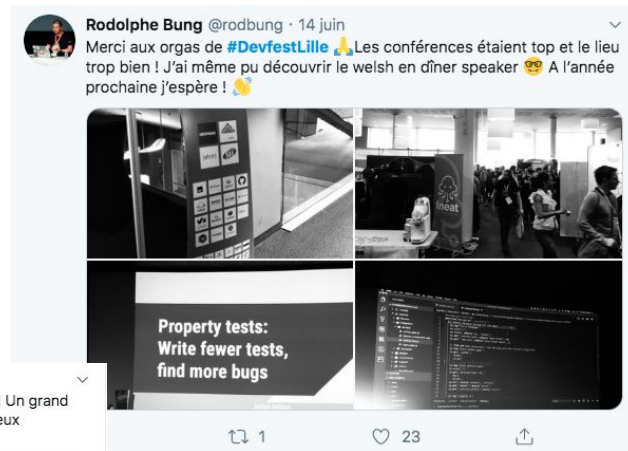 Rodolphe Bung @rodbung · 14 juin
Merci aux orgas de #DevfestLille 🙏 Les conférences étaient top et le lieu
trop bien ! J'ai même pu découvrir le welsh en dîner speaker 🤓 A l'année
prochaine j'espère ! 👏
Ineat
Property tests:
Write fewer tests,
find more bugs
Un grand
eux
1
23